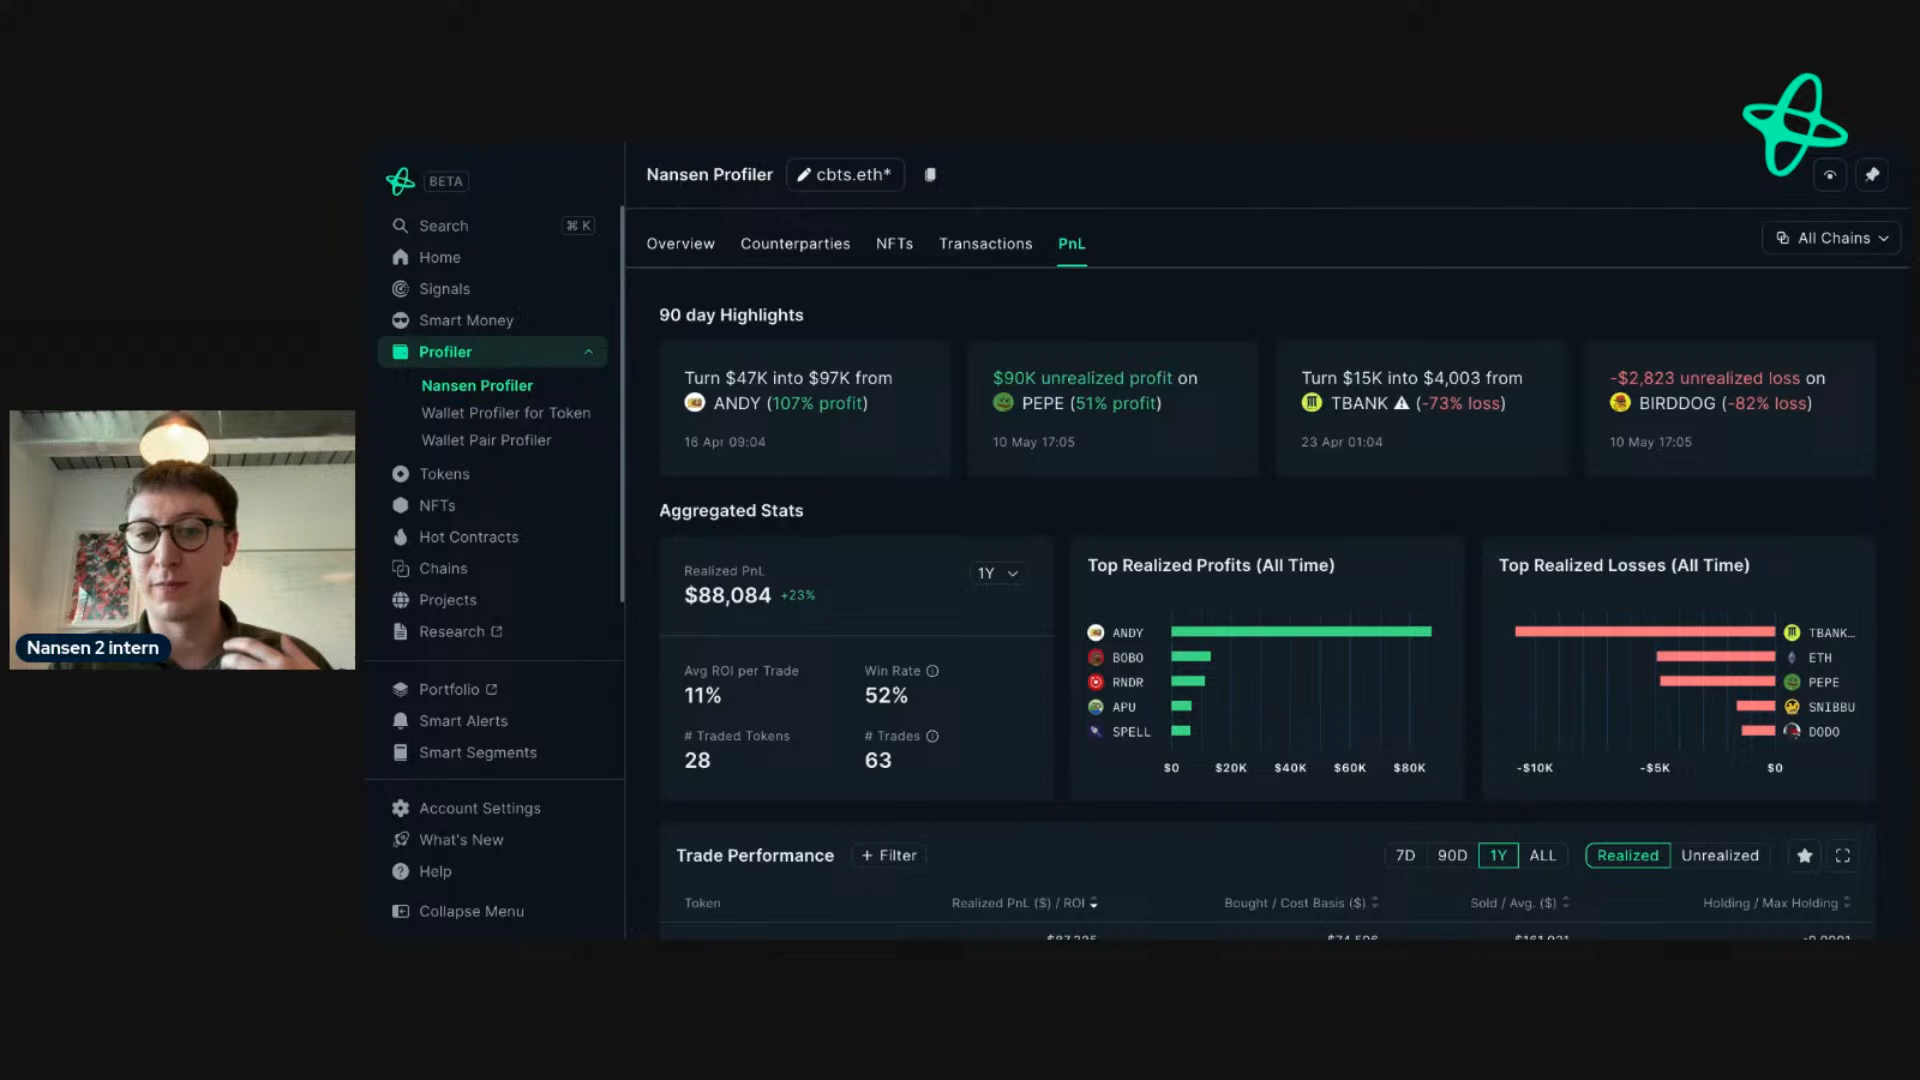 BETA
Search
⌘ K
Home
Signals
Smart Money
Profiler
Nansen Profiler
Wallet Profiler for Token
Wallet Pair Profiler
Tokens
NFTs
Hot Contracts
Chains
Projects
Research
Portfolio
Smart Alerts
Smart Segments
Account Settings
What's New
Help
Collapse Menu
Nansen 2 intern
Nansen Profiler
cbts.eth*
Overview
Counterparties
NFTs
Transactions
PnL
All Chains
90 day Highlights
Turn $47K into $97K from
ANDY (107% profit)
16 Apr 09:04
$90K unrealized profit on
PEPE (51% profit)
10 May 17:05
Turn $15K into $4,003 from
TBANK (-73% loss)
23 Apr 01:04
-$2,823 unrealized loss on
BIRDDOG (-82% loss)
10 May 17:05
Aggregated Stats
Realized PnL
$88,084 +23%
1Y
Avg ROI per Trade
11%
Win Rate
52%
# Traded Tokens
28
# Trades
63
Top Realized Profits (All Time)
ANDY
BOBO
RNDR
APU
SPELL
$0 $20K $40K $60K $80K
Top Realized Losses (All Time)
TBANK...
ETH
PEPE
SNIBBU
DODO
-$10K -$5K $0
Trade Performance
+ Filter
7D 90D 1Y ALL
Realized Unrealized
Token
Realized PnL ($) / ROI
Bought / Cost Basis ($)
Sold / Avg. ($)
Holding / Max Holding